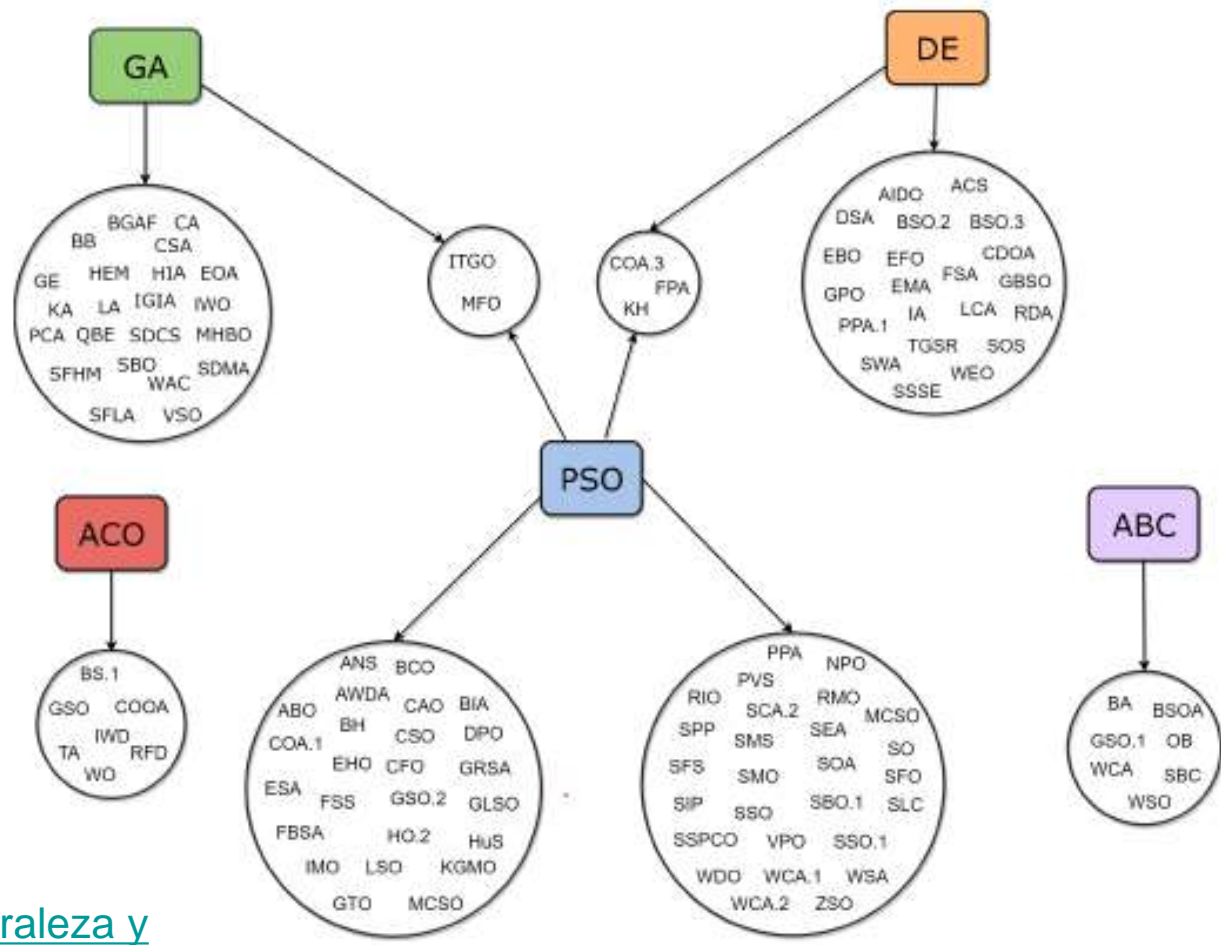 GA
DE
BGAF CA
BB CSA
GE HEM HIA EOA
KA LA IGIA IWO
PCA QBE SDCS MHBO
SFHM SBO WAC SDMA
SFLA VSO
ITGO
MFO
COA.3
FPA
KH
AIDO ACS
DSA BSO.2 BSO.3
EBO EFO CDOA
GPO EMA FSA GBSO
PPA.1 IA LCA RDA
TGSR SOS
SWA WEO
SSSE
PSO
ACO
ABC
BS.1
GSO COOA
IWD
TA RFD
WO
ANS BCO
ABO AWDA CAO BIA
COA.1 BH CSO DPO
EHO CFO GRSA
ESA FSS GSO.2 GLSO
FBSA HO.2 HuS
IMO LSO KGMO
GTO MCSO
PPA NPO
RIO PVS RMO
SPP SCA.2 SEA MCSO
SMS SO
SFS SMO SOA SFO
SIP SSO SBO.1 SLC
SSPCO VPO SSO.1
WDO WCA.1 WSA
WCA.2 ZSO
BA BSOA
GSO.1 OB
WCA SBC
WSO
raleza y